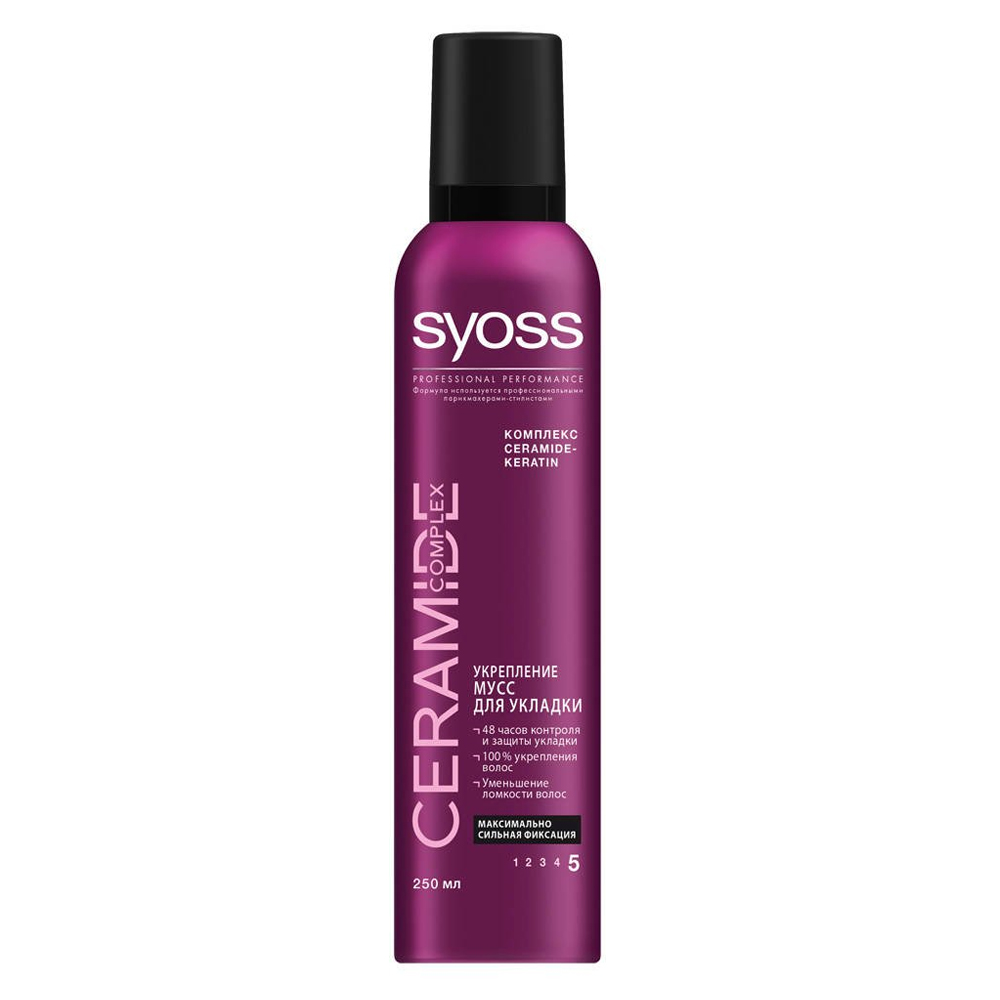 syoss
PROFESSIONAL PERFORMANCE
Формула используется профессиональными
парикмахерами-стилистами
КОМПЛЕКС
CERAMIDE-
KERATIN
CERAMIDE
COMPLEX
УКРЕПЛЕНИЕ
МУСС
ДЛЯ УКЛАДКИ
48 часов контроля
и защиты укладки
100% укрепления
волос
Уменьшение
ломкости волос
МАКСИМАЛЬНО
СИЛЬНАЯ ФИКСАЦИЯ
1 2 3 4 5
250 мл